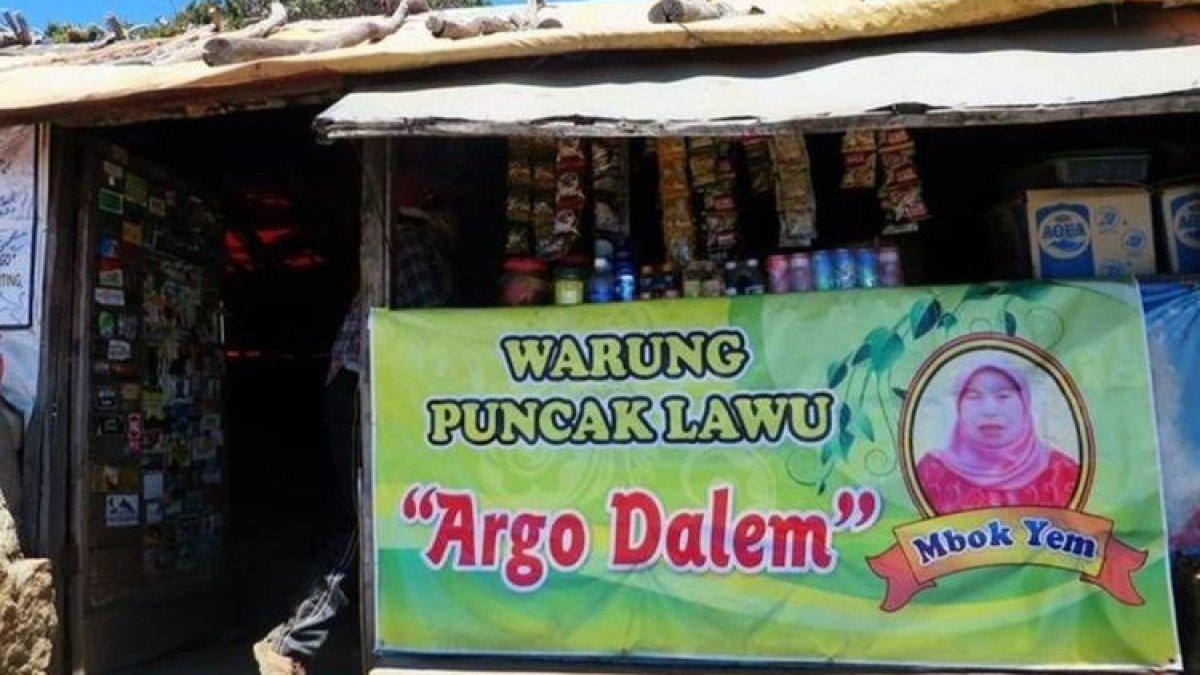 WARUNG
PUNCAK LAWU
"Argo Dalem"
Mbok Yem
AQUA